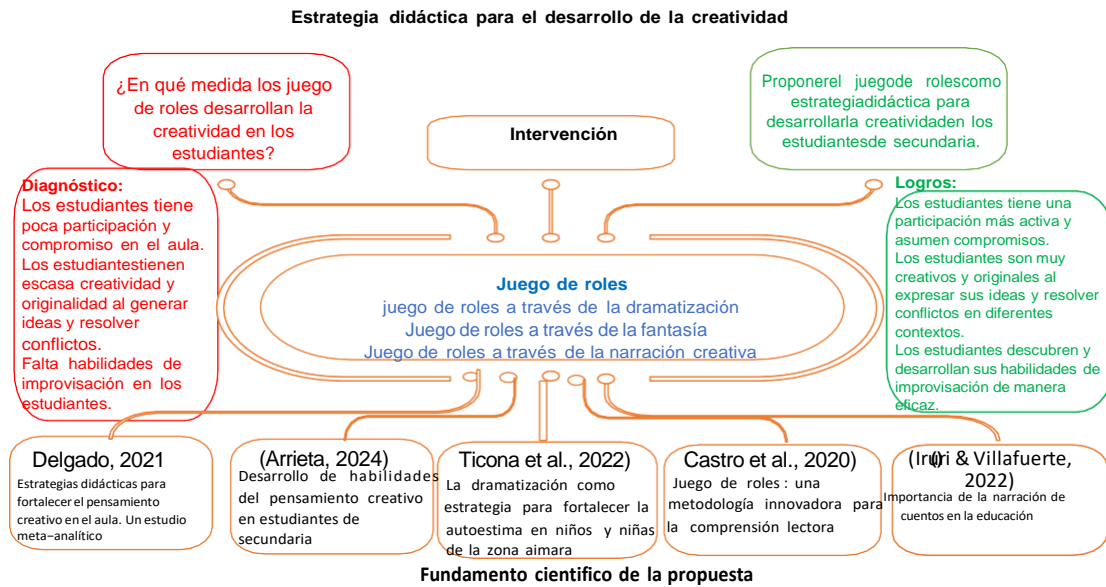 Estrategia didáctica para el desarrollo de la creatividad
¿En qué medida los juego
de roles desarrollan la
creatividad en los
estudiantes?
Intervención
Proponerel juegode rolescomo
estrategiadidáctica para
desarrollarla creatividaden los
estudiantesde secundaria.
Diagnóstico:
Los estudiantes tiene
poca participación y
compromiso en el aula.
Los estudiantestienen
escasa creatividad y
originalidad al generar
ideas y resolver
conflictos.
Falta habilidades de
improvisación en los
estudiantes.
Juego de roles
juego de roles a través de la dramatización
Juego de roles a través de la fantasía
Juego de roles a través de la narración creativa
Logros:
Los estudiantes tiene una
participación más activa y
asumen compromisos.
Los estudiantes son muy
creativos y originales al
expresar sus ideas y resolver
conflictos en diferentes
contextos.
Los estudiantes descubren y
desarrollan sus habilidades de
improvisación de manera
eficaz.
Delgado, 2021
Estrategias didácticas para
fortalecer el pensamiento
creativo en el aula. Un estudio
meta−analítico
(Arrieta, 2024)
Desarrollo de habilidades
del pensamiento creativo
en estudiantes de
secundaria
Ticona et al., 2022)
La dramatización como
estrategia para fortalecer la
autoestima en niños y niñas
de la zona aimara
Castro et al., 2020)
Juego de roles : una
metodología innovadora para
la comprensión lectora
& Villafuerte,
2022)
Importancia de la narración de
cuentos en la educación
Fundamento cientifico de la propuesta